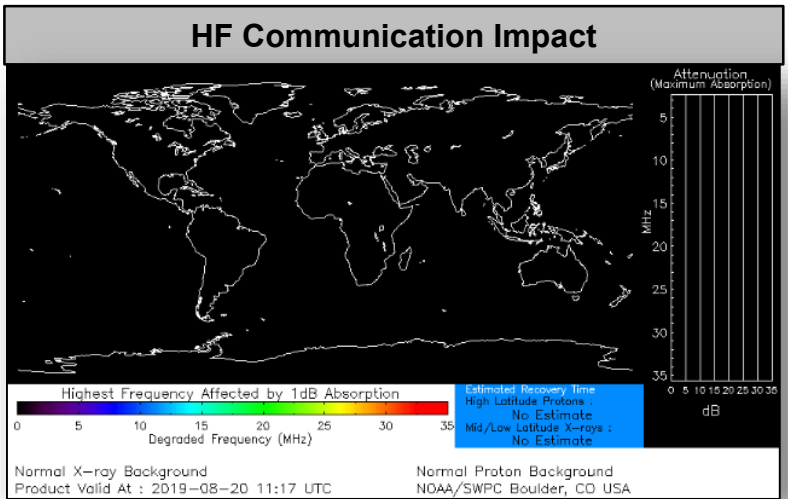 HF Communication Impact
Attenuation
(Maximum Absorption)
5
10
15
20
25
30
35
MHz
0 5 10 15 20 25 30 35
dB
Highest Frequency Affected by 1dB Absorption
0 5 10 15 20 25 30 35
Degraded Frequency (MHz)
Estimated Recovery Time
High Latitude Protons :
No Estimate
Mid/Low Latitude X-rays :
No Estimate
Normal X-ray Background
Normal Proton Background
Product Valid At : 2019-08-20 11:17 UTC
NOAA/SWPC Boulder, CO USA